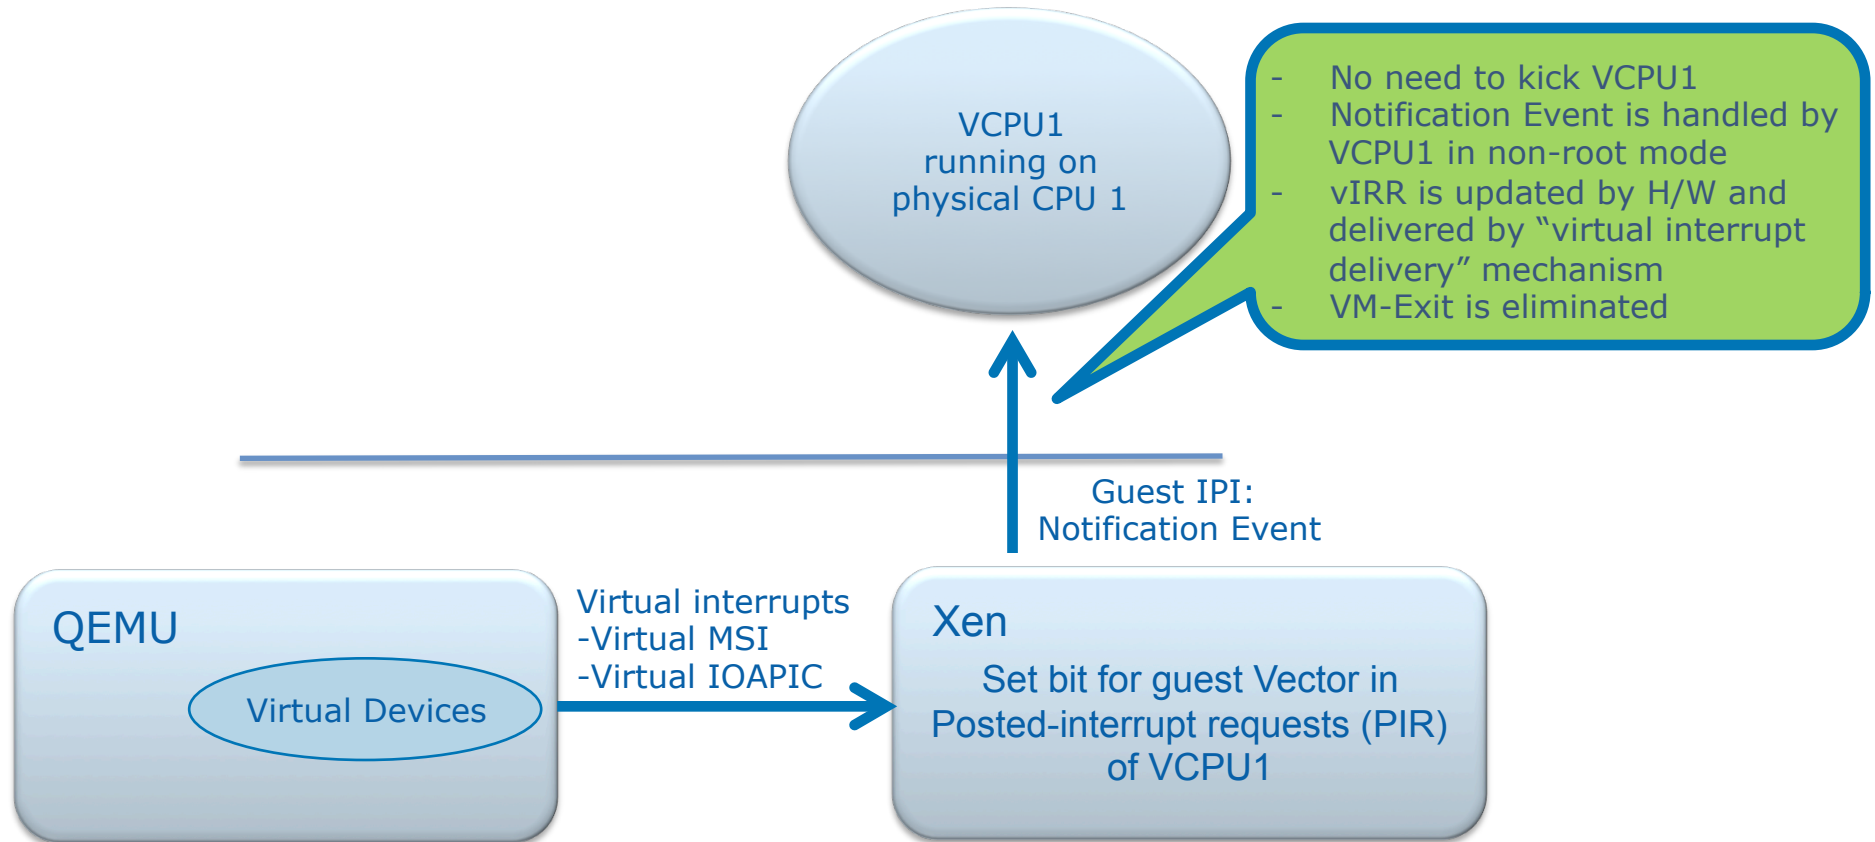 VCPU1
running on
physical CPU 1
- No need to kick VCPU1
- Notification Event is handled by
VCPU1 in non-root mode
- vIRR is updated by H/W and
delivered by “virtual interrupt
delivery” mechanism
- VM-Exit is eliminated
Guest IPI:
Notification Event
QEMU
Virtual Devices
Virtual interrupts
-Virtual MSI
-Virtual IOAPIC
Xen
Set bit for guest Vector in
Posted-interrupt requests (PIR)
of VCPU1